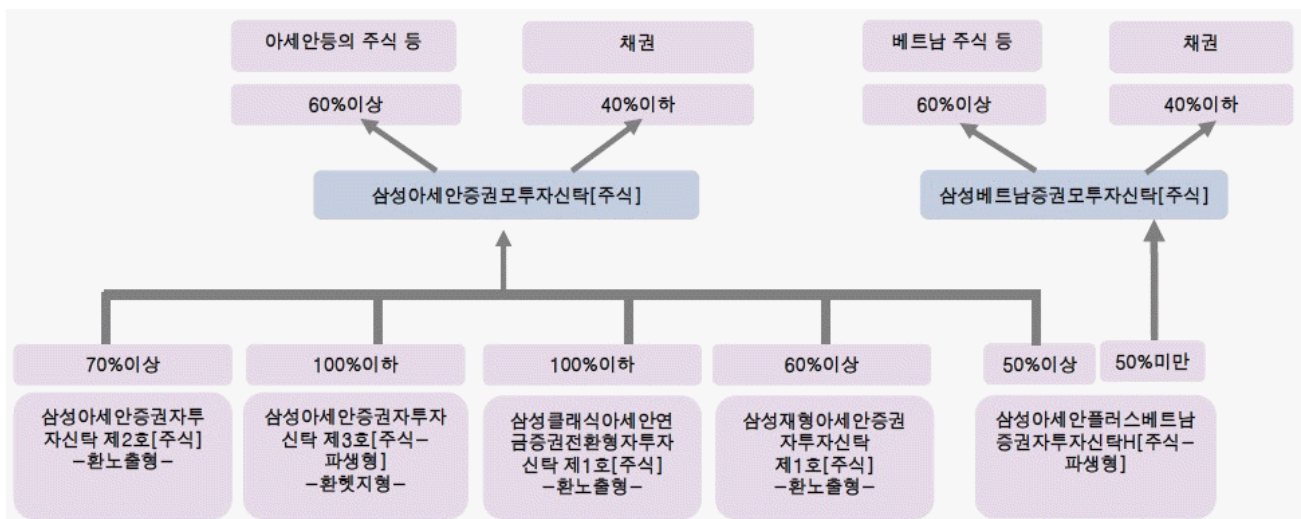 아세안등의 주식 등
채권
베트남 주식 등
채권
60%이상
40%이하
60%이상
40%이하
삼성아세안증권모투자신탁[주식]
삼성베트남증권모투자신탁[주식]
70%이상
100%이하
100%이하
60%이상
50%이상
50%미만
삼성아세안증권자투
자신탁 제2호[주식]
-환노출형-
삼성아세안증권자투자
신탁 제3호[주식-
파생형]
-환헷지형-
삼성클래식아세안연
금증권전환형자투자
신탁 제1호[주식]
-환노출형-
삼성재형아세안증권
자투자신탁
제1호[주식]
-환노출형-
삼성아세안플러스베트남
증권자투자신탁H[주식-
파생형]